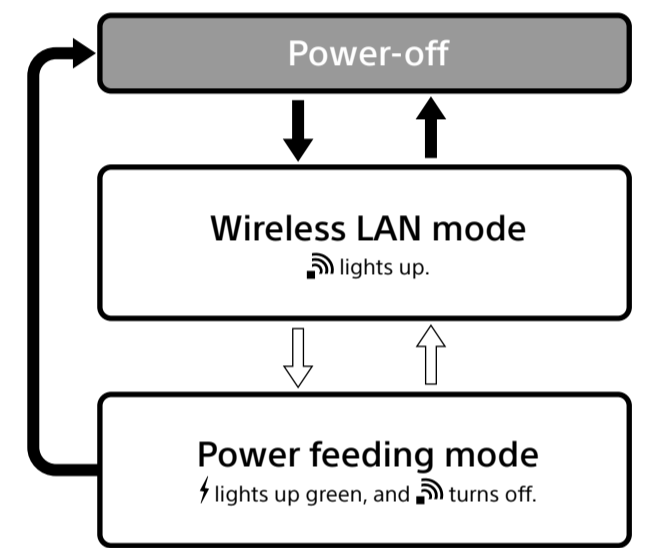 Power-off
Wireless LAN mode
lights up.
Power feeding mode
lights up green, and turns off.